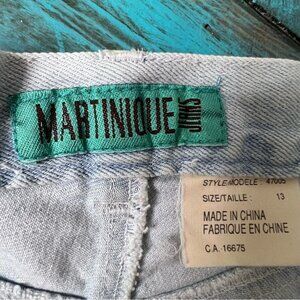 MARTINIQUE JEANS
STYLE/MODELE : 47005
SIZE/TAILLE : 13
MADE IN CHINA
FABRIQUE EN CHINE
C.A. 16675